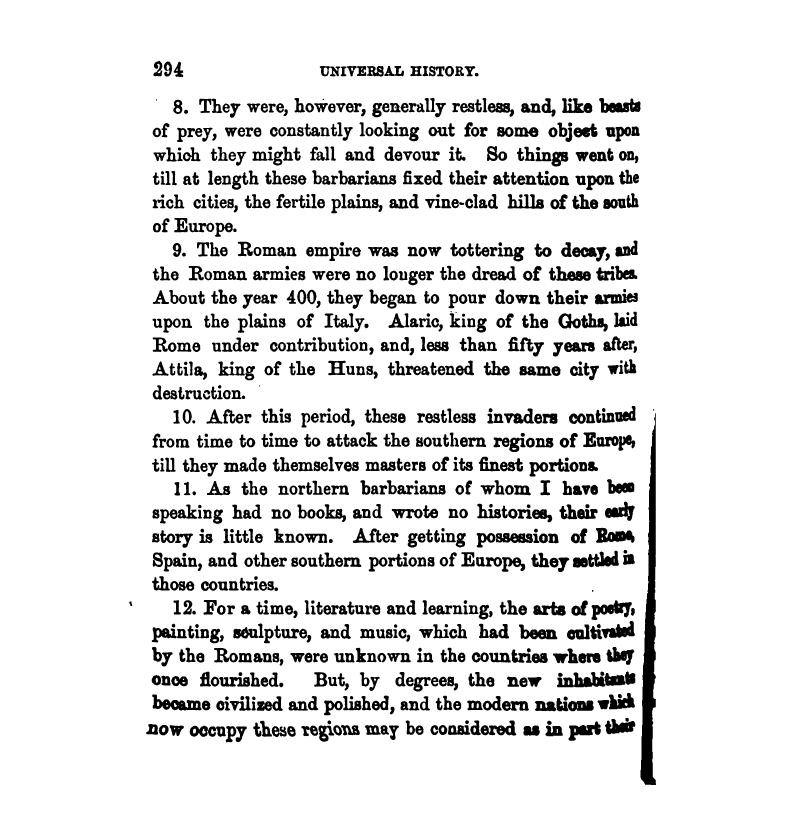 294 UNIVERSAL HISTORY.
8. They were, however, generally restless, and, like beasts
of prey, were constantly looking out for some object upon
which they might fall and devour it. So things went on,
till at length these barbarians fixed their attention upon the
rich cities, the fertile plains, and vine-clad hills of the south
of Europe.
9. The Roman empire was now tottering to decay, and
the Roman armies were no longer the dread of these tribes.
About the year 400, they began to pour down their armies
upon the plains of Italy. Alaric, king of the Goths, laid
Rome under contribution, and, less than fifty years after,
Attila, king of the Huns, threatened the same city with
destruction.
10. After this period, these restless invaders continued
from time to time to attack the southern regions of Europe,
till they made themselves masters of its finest portions.
11. As the northern barbarians of whom I have been
speaking had no books, and wrote no histories, their early
story is little known. After getting possession of Rome,
Spain, and other southern portions of Europe, they settled in
those countries.
12. For a time, literature and learning, the arts of poetry,
painting, sculpture, and music, which had been cultivated
by the Romans, were unknown in the countries where they
once flourished. But, by degrees, the new inhabitants
became civilized and polished, and the modern nations which
now occupy these regions may be considered as in part their